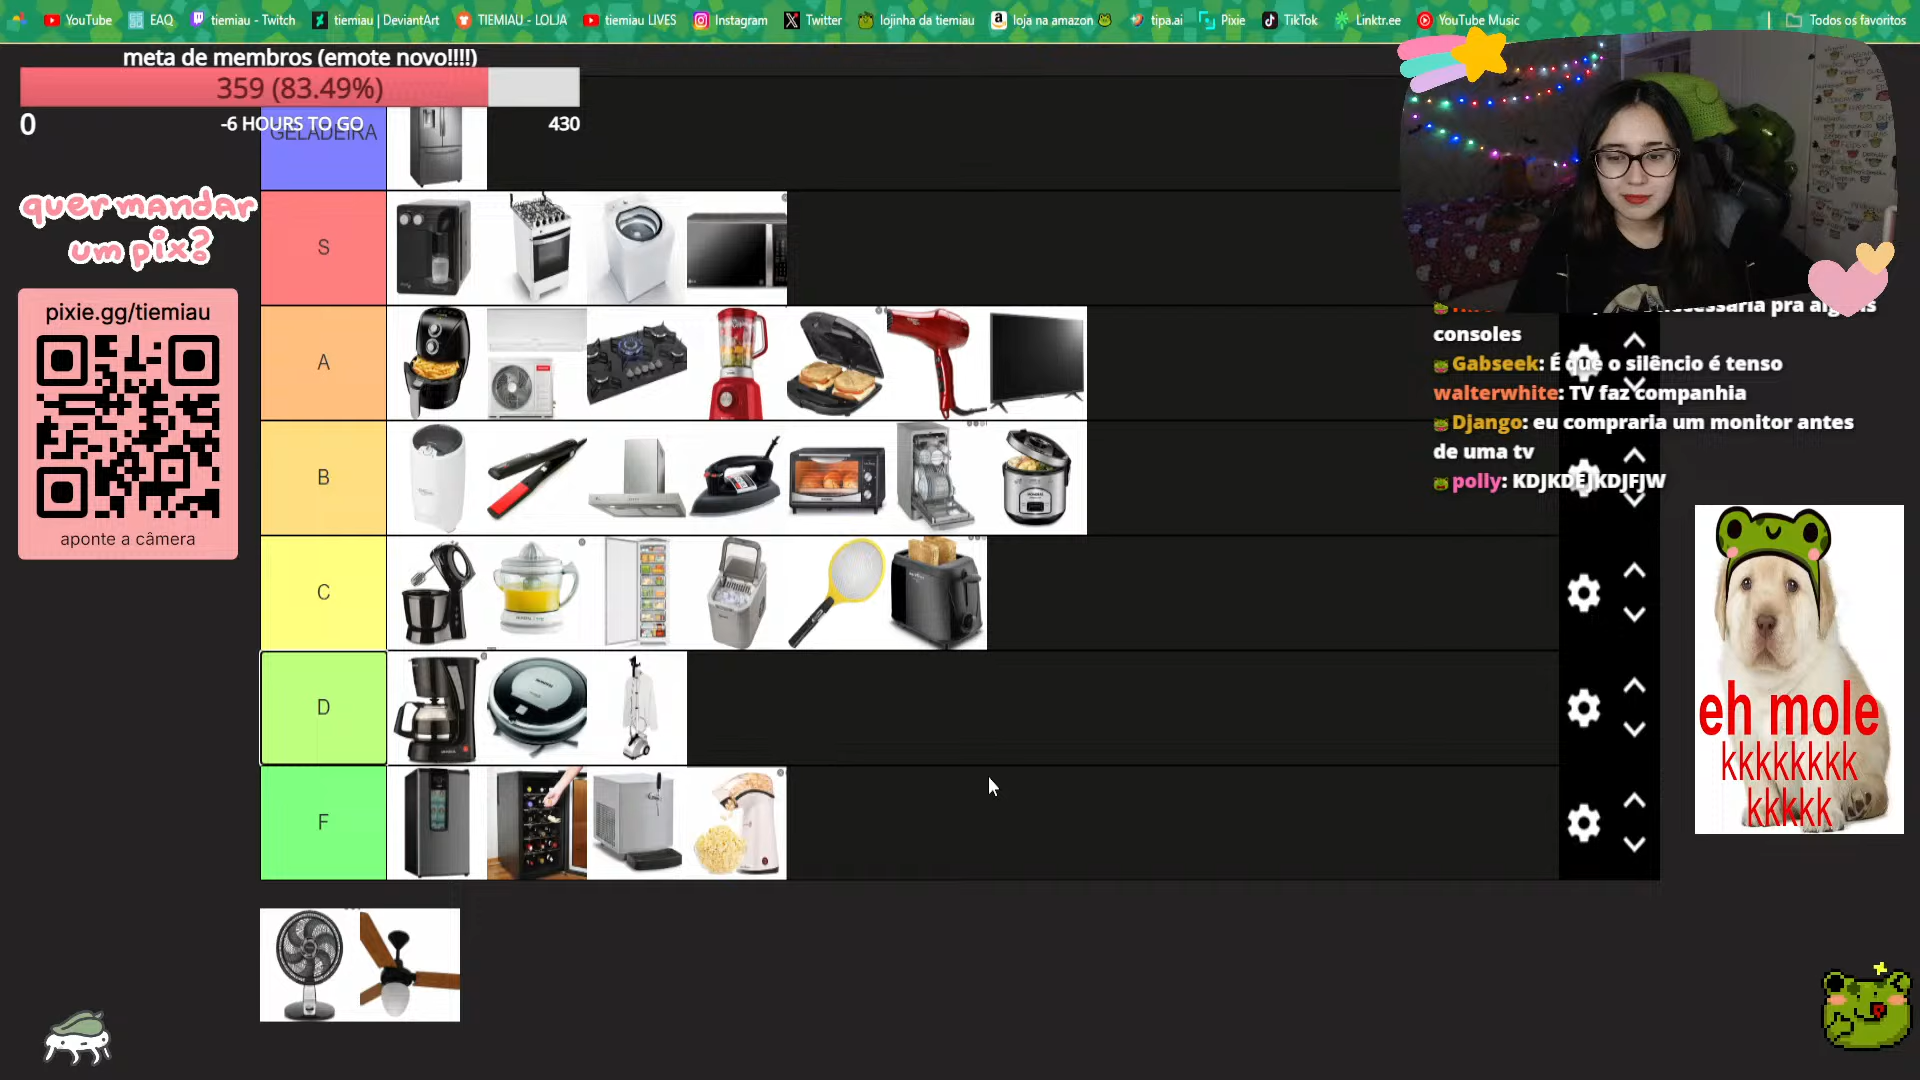 YouTube
EAQ
tiemiau - Twitch
tiemiau | DeviantArt
TIEMIAU - LOLJA
tiemiau LIVES
Instagram
Twitter
lojinha da tiemiau
loja na amazon
tipa.ai
Pixie
TikTok
Linktr.ee
YouTube Music
Todos os favoritos
meta de membros (emote novo!!!!)
359 (83.49%)
0
-6 HOURS TO GO
430
GELADEIRA
quer mandar
um pix?
pixie.gg/tiemiau
aponte a câmera
S
A
B
C
D
F
pra
consoles
Gabseek: É que o silêncio é tenso
walterwhite: TV faz companhia
Django: eu compraria um monitor antes
de uma tv
polly: KDJKDEJKDJFJW
eh mole
kkkkkkkk
kkkkk